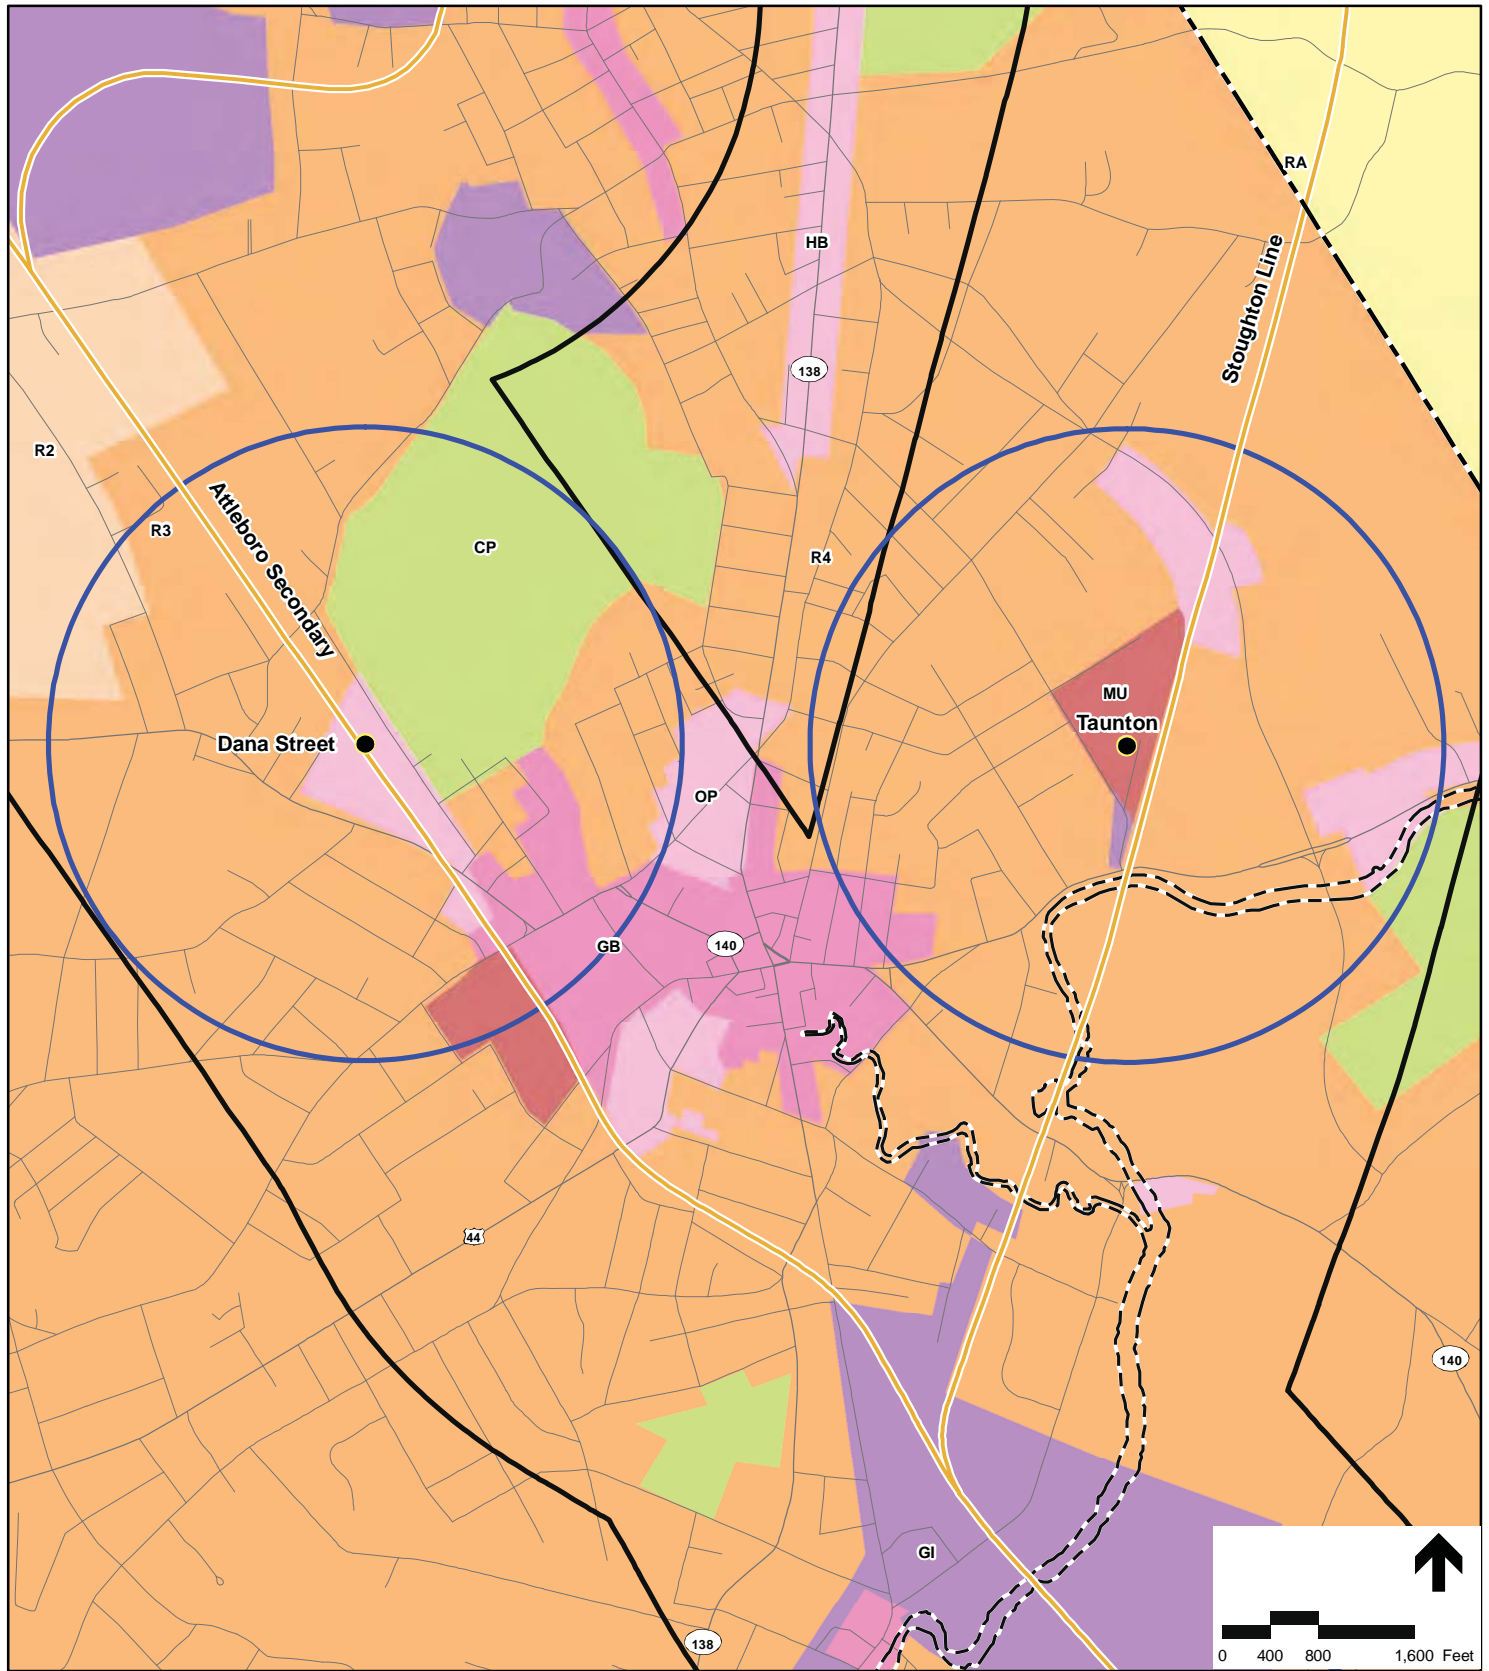 RA
HB
Stoughton Line
138
R2
Attleboro Secondary
R3
CP
R4
MU
Taunton
Dana Street
OP
GB
140
44
140
GI
138
0 400 800 1,600 Feet